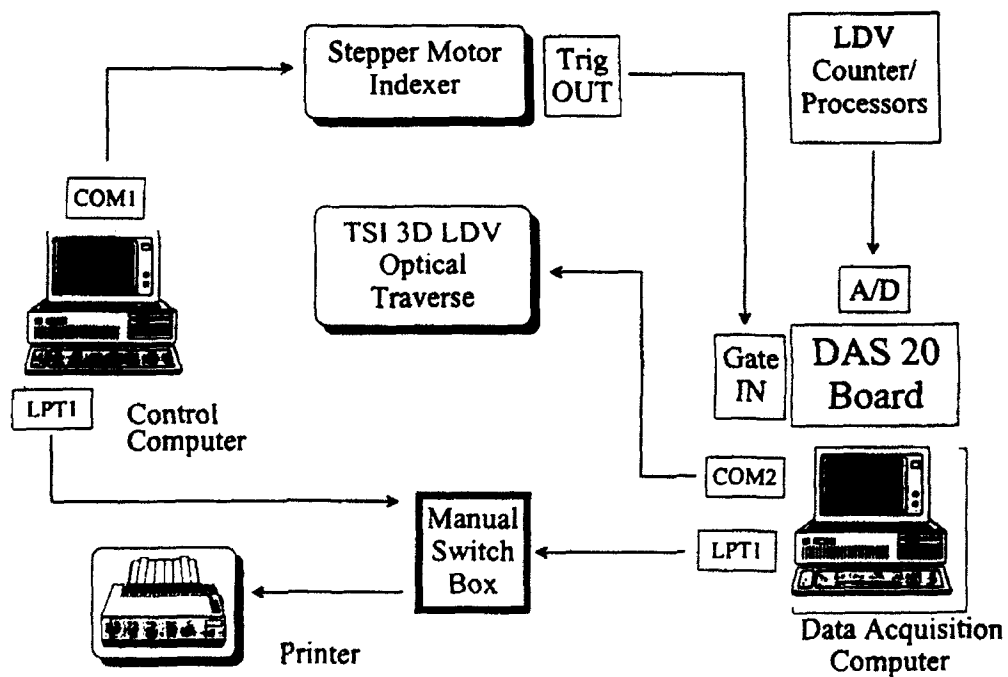 Stepper Motor
Indexer
Trig
OUT
LDV
Counter/
Processors
COM1
TSI 3D LDV
Optical
Traverse
A/D
Gate
IN
DAS 20
Board
LPT1
Control
Computer
COM2
Manual
Switch
Box
LPT1
Printer
Data Acquisition
Computer